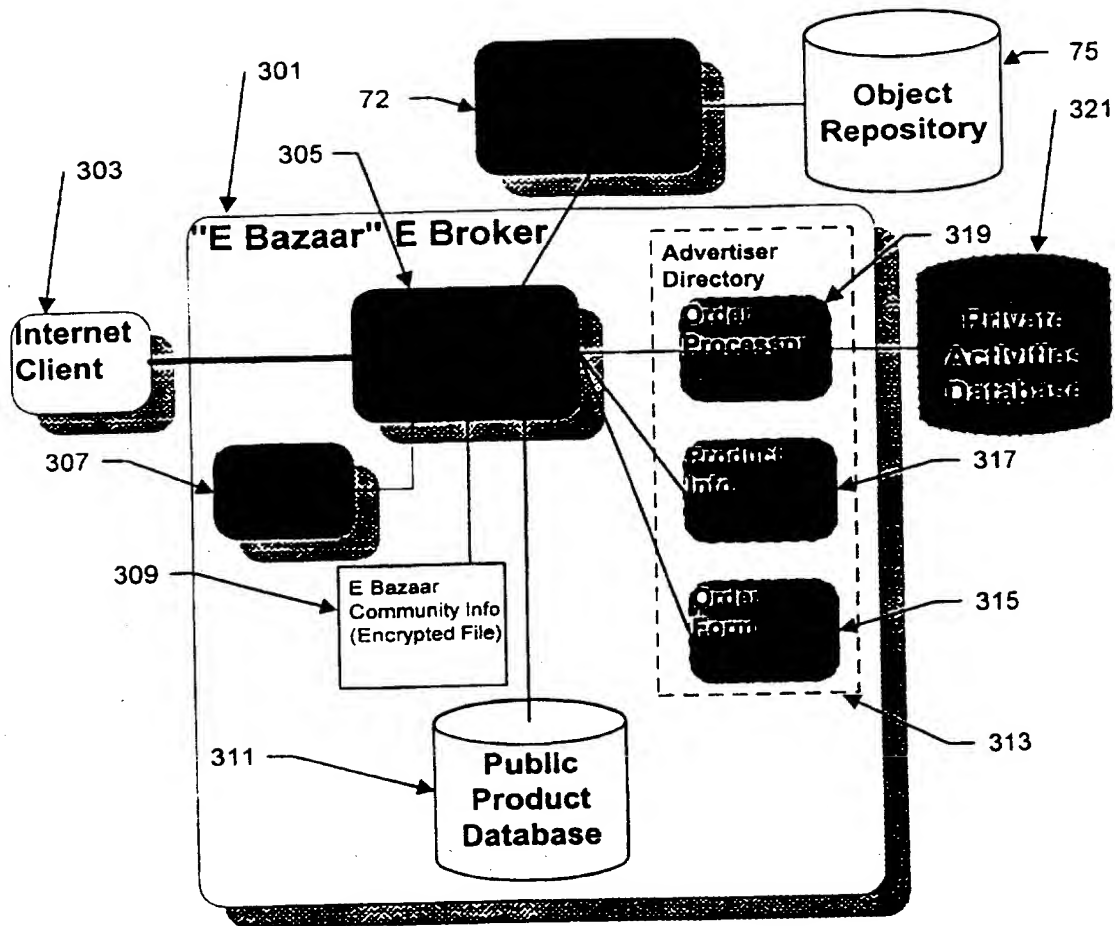 301
75
72
Object
Repository
321
305
303
"E Bazaar" E Broker
319
Advertiser
Directory
Internet
Client
Order
Processor
Private
Activities
Database
307
Product
Info
317
309
E Bazaar
Community Info
(Encrypted File)
Order
Form
315
313
311
Public
Product
Database